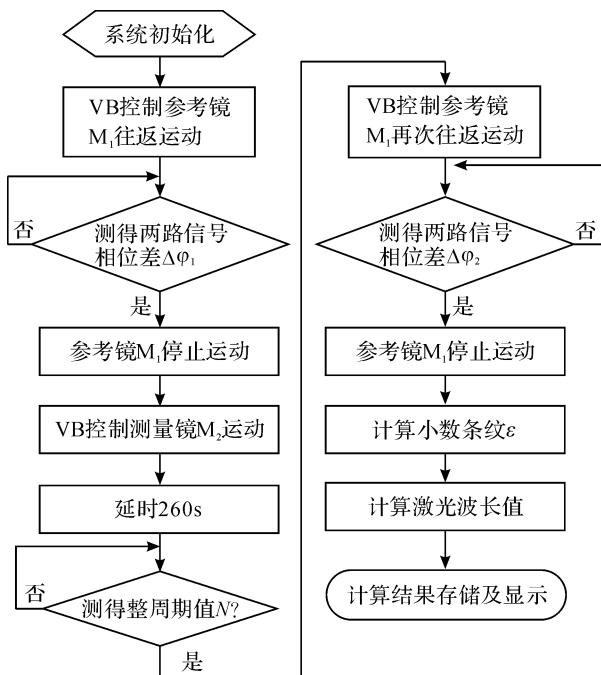 系统初始化
VB控制参考镜
M₁往返运动
否
测得两路信号
相位差Δφ₁
是
参考镜M₁停止运动
VB控制测量镜M₂运动
延时260s
否
测得整周期值N?
是
VB控制参考镜
M₁再次往返运动
测得两路信号
相位差Δφ₂
否
是
参考镜M₁停止运动
计算小数条纹ε
计算激光波长值
计算结果存储及显示